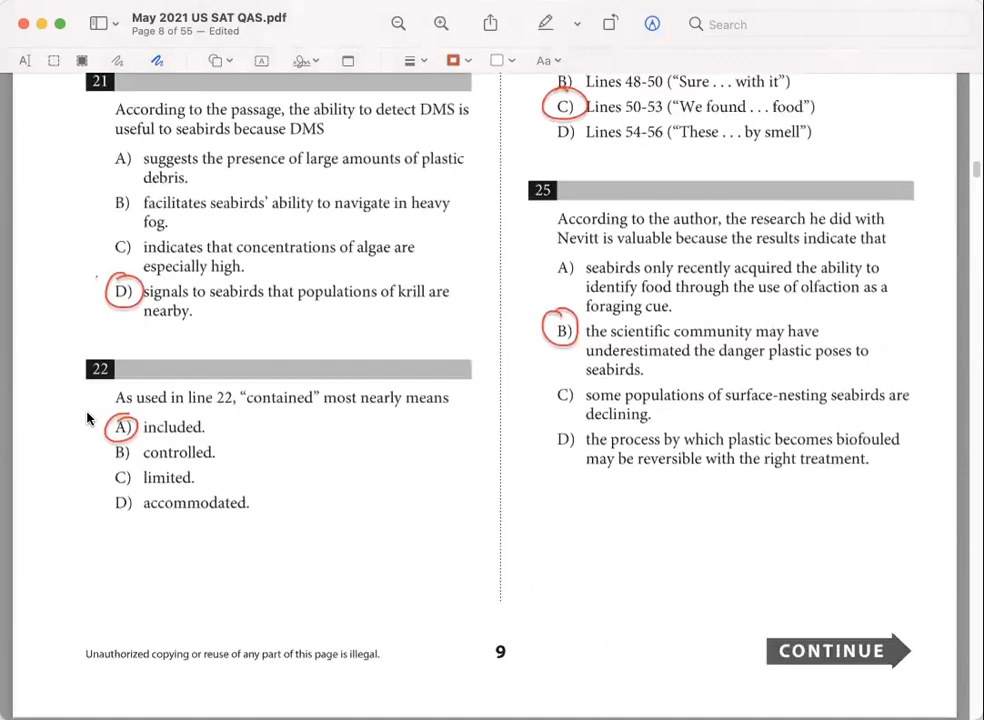 May 2021 US SAT QAS.pdf
Page 8 of 55 — Edited
Search
21
According to the passage, the ability to detect DMS is
useful to seabirds because DMS
A) suggests the presence of large amounts of plastic
debris.
B) facilitates seabirds’ ability to navigate in heavy
fog.
C) indicates that concentrations of algae are
especially high.
D) signals to seabirds that populations of krill are
nearby.
22
As used in line 22, “contained” most nearly means
A) included.
B) controlled.
C) limited.
D) accommodated.
B) Lines 48-50 (“Sure . . . with it”)
C) Lines 50-53 (“We found . . . food”)
D) Lines 54-56 (“These . . . by smell”)
25
According to the author, the research he did with
Nevitt is valuable because the results indicate that
A) seabirds only recently acquired the ability to
identify food through the use of olfaction as a
foraging cue.
B) the scientific community may have
underestimated the danger plastic poses to
seabirds.
C) some populations of surface-nesting seabirds are
declining.
D) the process by which plastic becomes biofouled
may be reversible with the right treatment.
Unauthorized copying or reuse of any part of this page is illegal.
9
CONTINUE